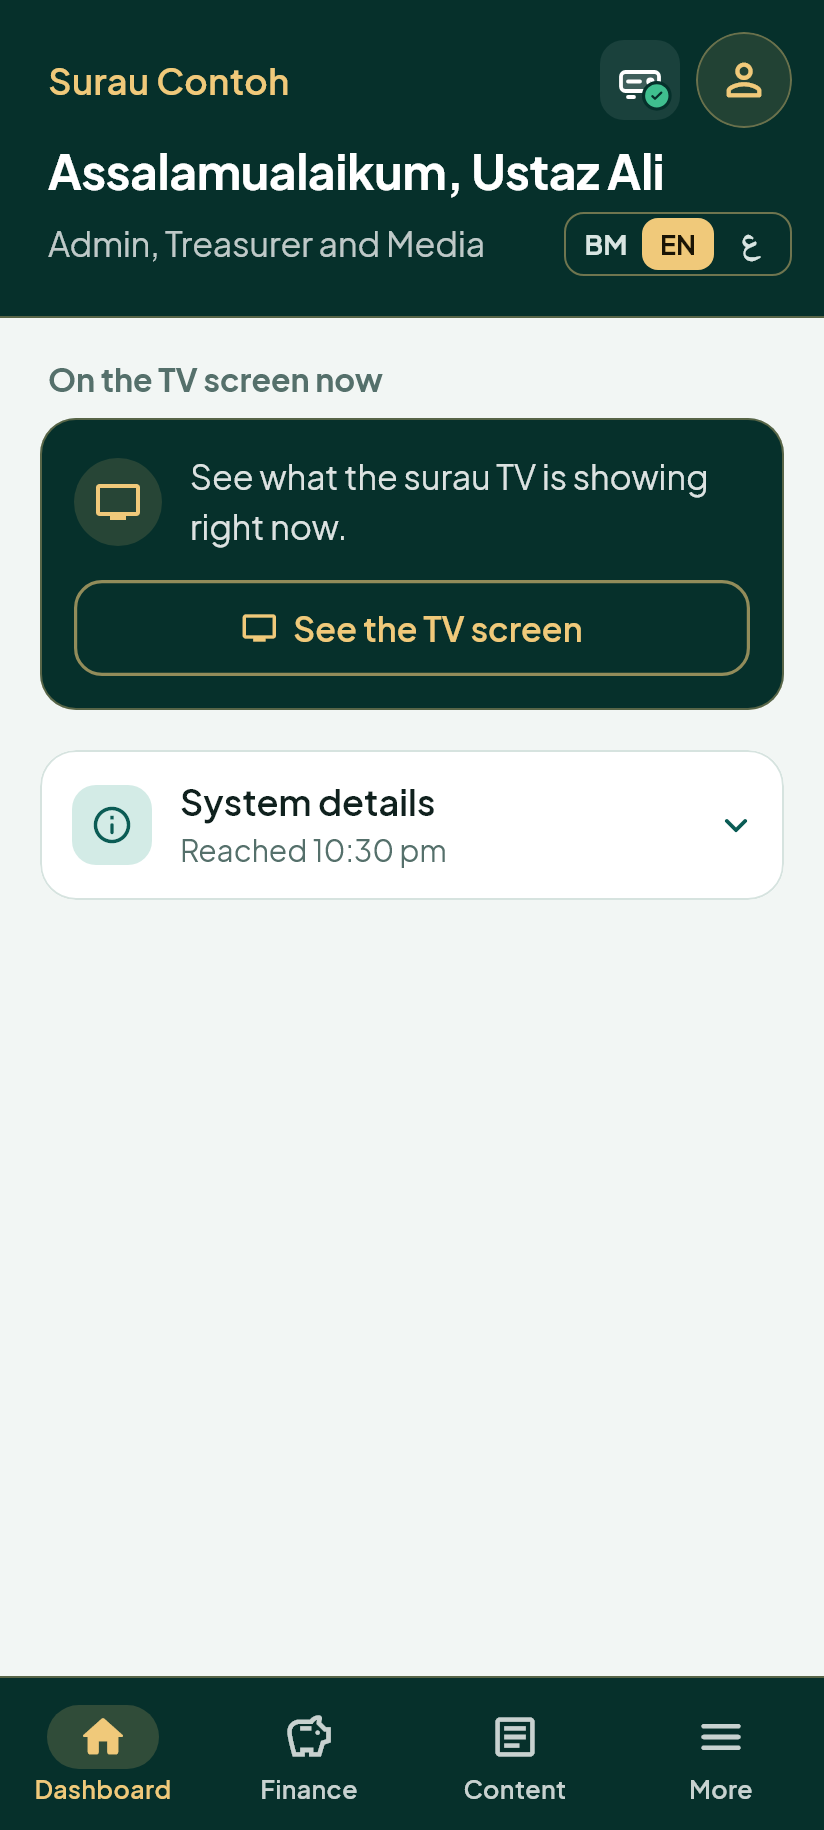 Surau Contoh
Assalamualaikum, Ustaz Ali
Admin, Treasurer and Media
BM EN ع
On the TV screen now
See what the surau TV is showing
right now.
See the TV screen
System details
Reached 10:30 pm
Dashboard Finance Content More